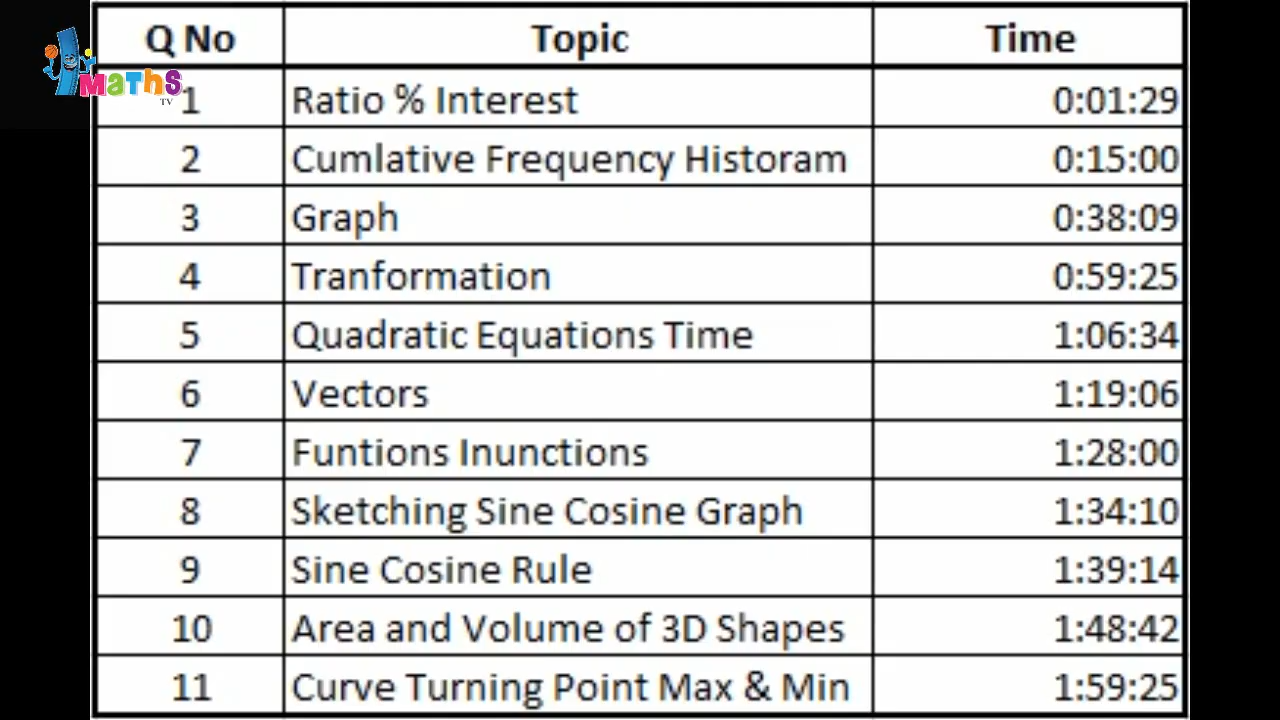 Q No Topic Time
Maths
TV
1 Ratio % Interest 0:01:29
2 Cumlative Frequency Historam 0:15:00
3 Graph 0:38:09
4 Tranformation 0:59:25
5 Quadratic Equations Time 1:06:34
6 Vectors 1:19:06
7 Funtions Inunctions 1:28:00
8 Sketching Sine Cosine Graph 1:34:10
9 Sine Cosine Rule 1:39:14
10 Area and Volume of 3D Shapes 1:48:42
11 Curve Turning Point Max & Min 1:59:25